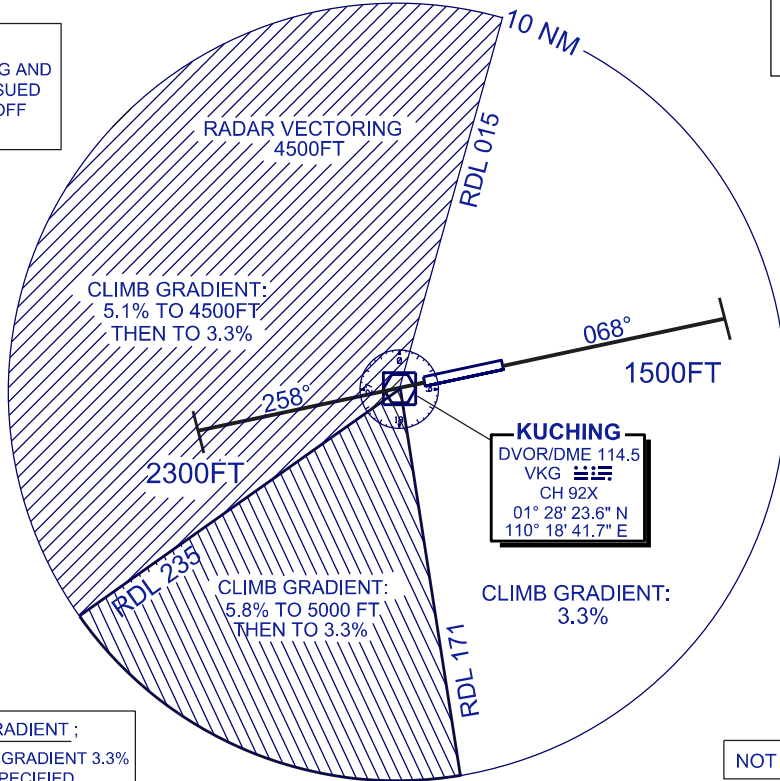 G AND
SUED
OFF
10 NM
RADAR VECTORING
4500FT
RDL 015
CLIMB GRADIENT:
5.1% TO 4500FT
THEN TO 3.3%
068°
1500FT
258°
2300FT
0
18
KUCHING
DVOR/DME 114.5
VKG
CH 92X
01° 28' 23.6" N
110° 18' 41.7" E
RDL 235
CLIMB GRADIENT:
5.8% TO 5000 FT
THEN TO 3.3%
CLIMB GRADIENT:
3.3%
RDL 171
RADIENT ;
GRADIENT 3.3%
PECIFIED
NOT